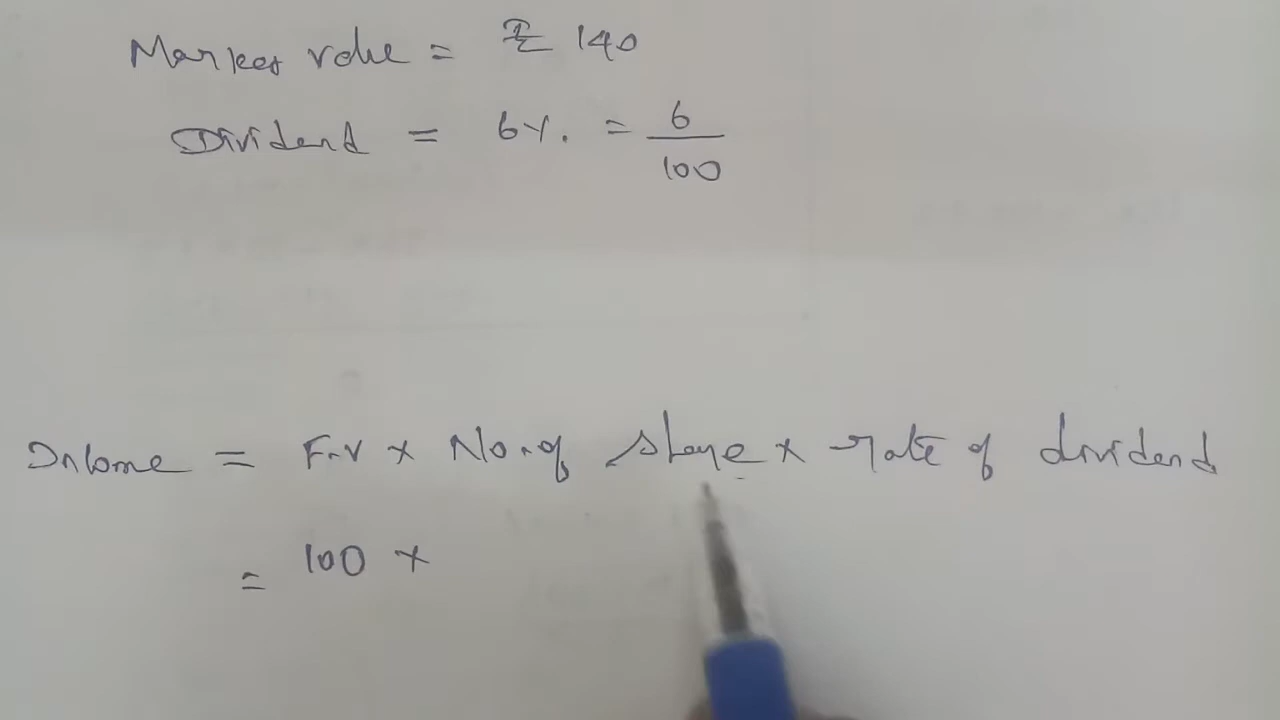 Market value = ₹ 140
Dividend = 6%. = 6/100
Income = F.V × No. of share × rate of dividend
= 100 ×